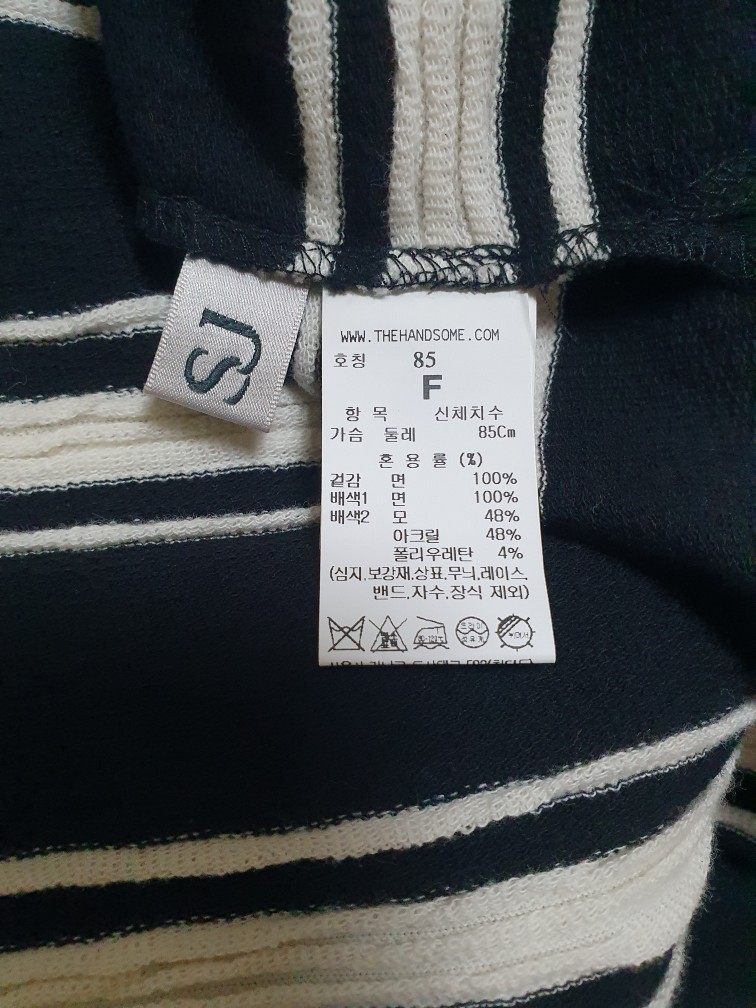 SJ
WWW.THEHANDSOME.COM
호칭 85
F
항 목 신체치수
가슴 둘레 85Cm
혼 용 률 (%)
겉감 면 100%
배색1 면 100%
배색2 모 48%
아크릴 48%
폴리우레탄 4%
(심지,보강재,상표,무늬,레이스,
밴드,자수,장식 제외)